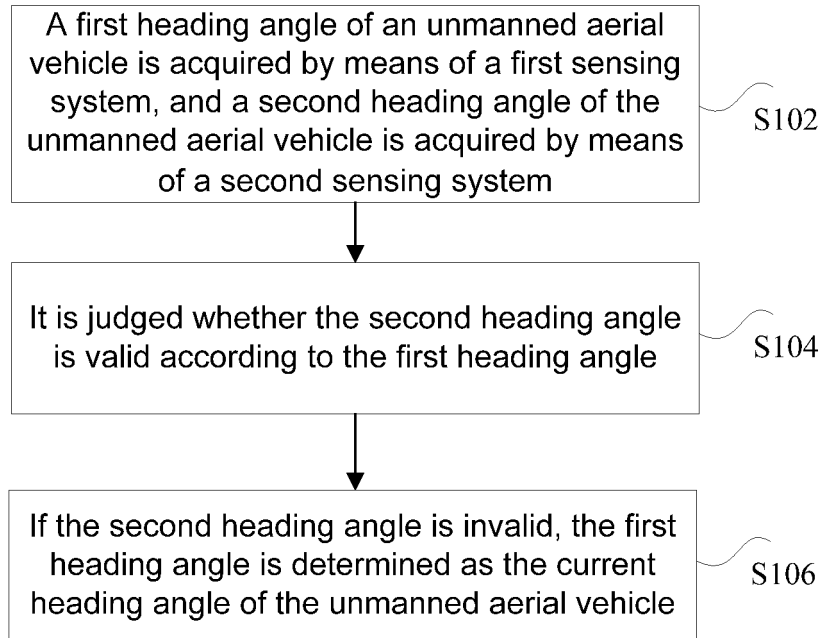 A first heading angle of an unmanned aerial
vehicle is acquired by means of a first sensing
system, and a second heading angle of the
unmanned aerial vehicle is acquired by means
of a second sensing system
S102
It is judged whether the second heading angle
is valid according to the first heading angle
S104
If the second heading angle is invalid, the first
heading angle is determined as the current
heading angle of the unmanned aerial vehicle
S106